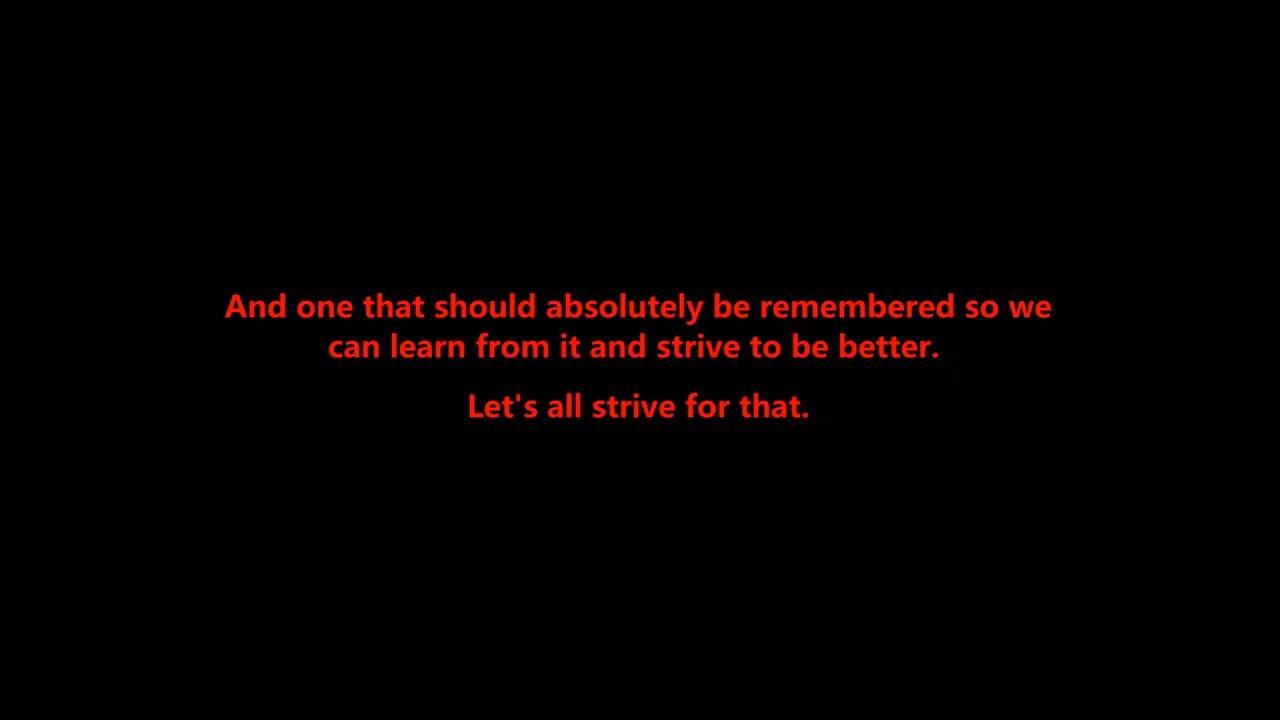 And one that should absolutely be remembered so we
can learn from it and strive to be better.
Let's all strive for that.